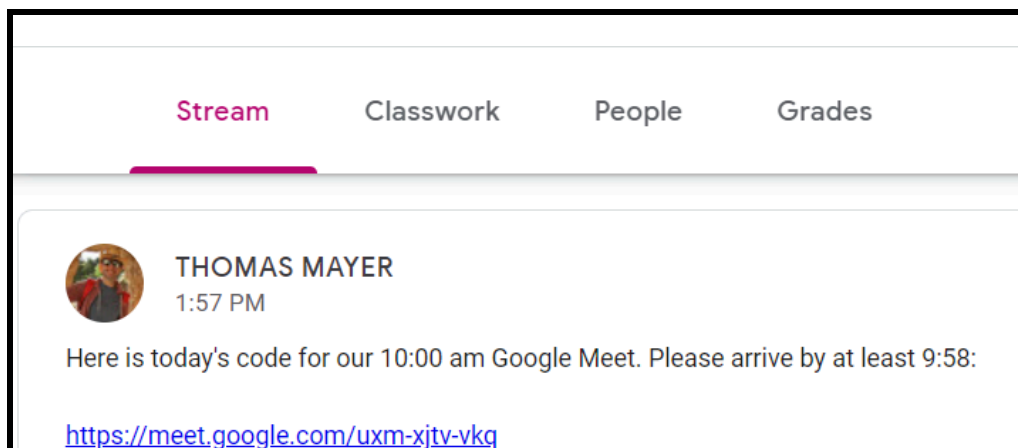 Stream Classwork People Grades
THOMAS MAYER
1:57 PM
Here is today's code for our 10:00 am Google Meet. Please arrive by at least 9:58:
https://meet.google.com/uxm-xjtv-vkq